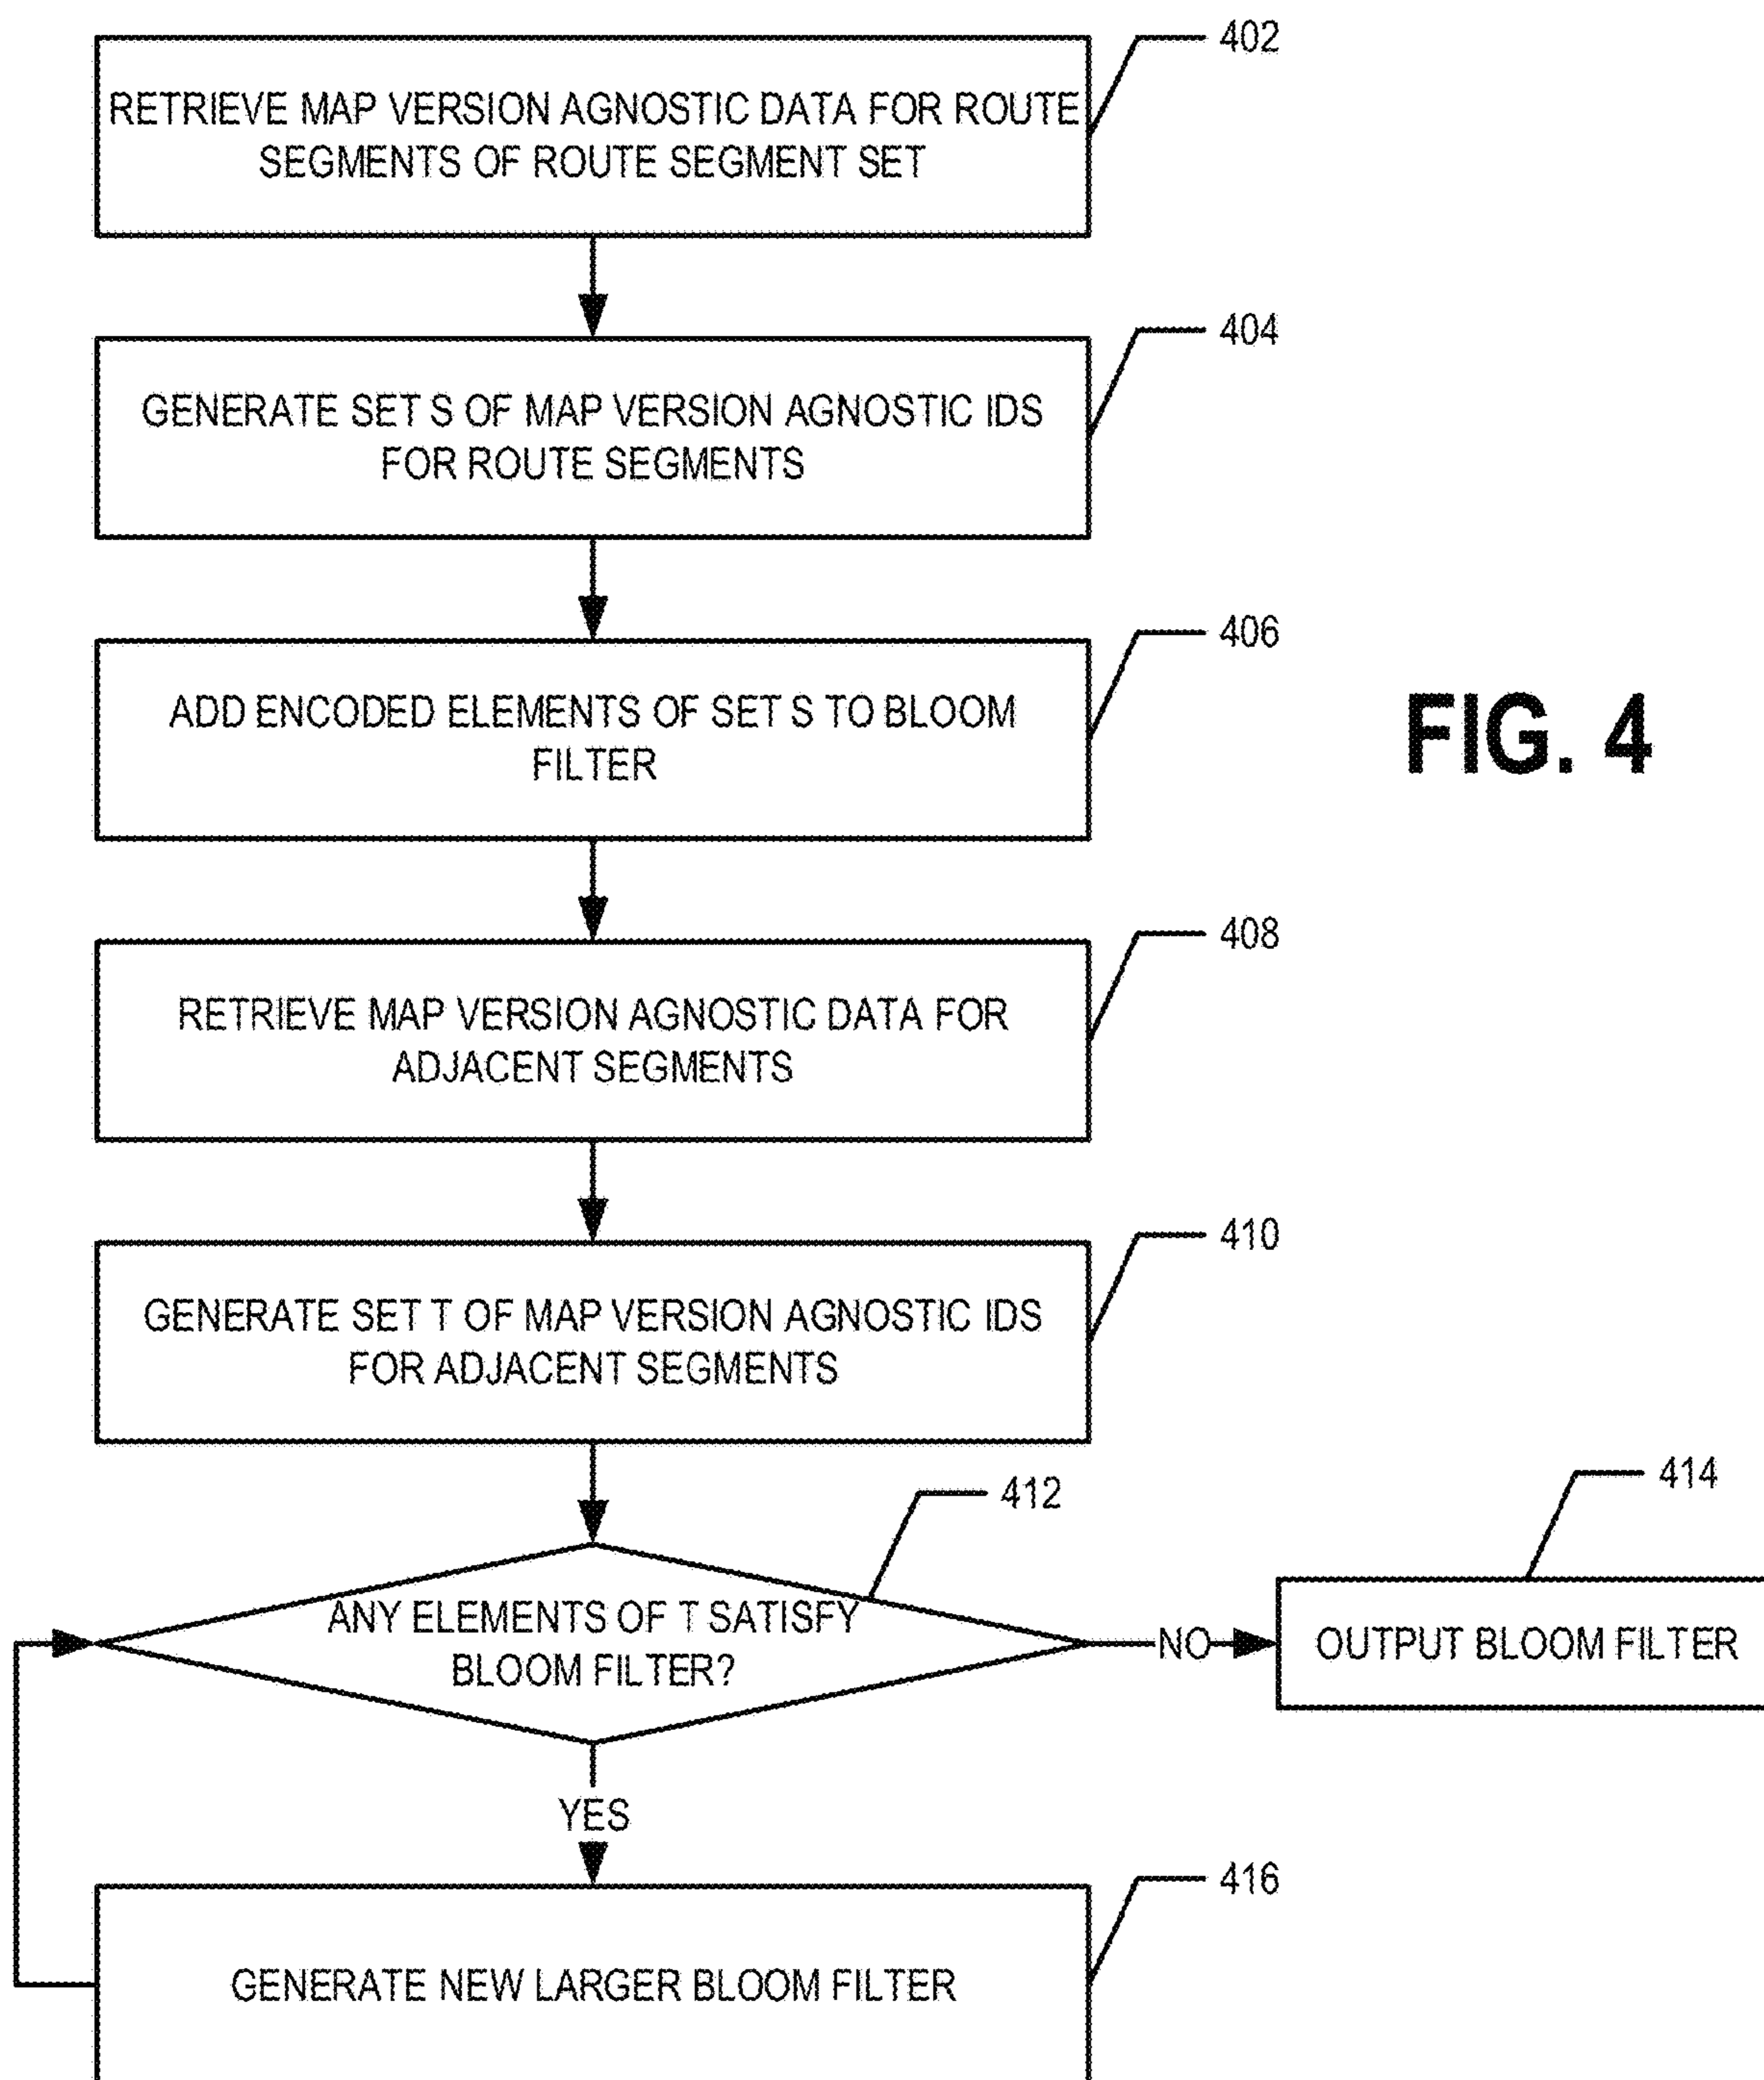 402
RETRIEVE MAP VERSION AGNOSTIC DATA FOR ROUTE
SEGMENTS OF ROUTE SEGMENT SET
404
GENERATE SET S OF MAP VERSION AGNOSTIC IDS
FOR ROUTE SEGMENTS
406
ADD ENCODED ELEMENTS OF SET S TO BLOOM
FILTER
FIG. 4
408
RETRIEVE MAP VERSION AGNOSTIC DATA FOR
ADJACENT SEGMENTS
410
GENERATE SET T OF MAP VERSION AGNOSTIC IDS
FOR ADJACENT SEGMENTS
412
ANY ELEMENTS OF T SATISFY
BLOOM FILTER?
NO
414
OUTPUT BLOOM FILTER
YES
416
GENERATE NEW LARGER BLOOM FILTER